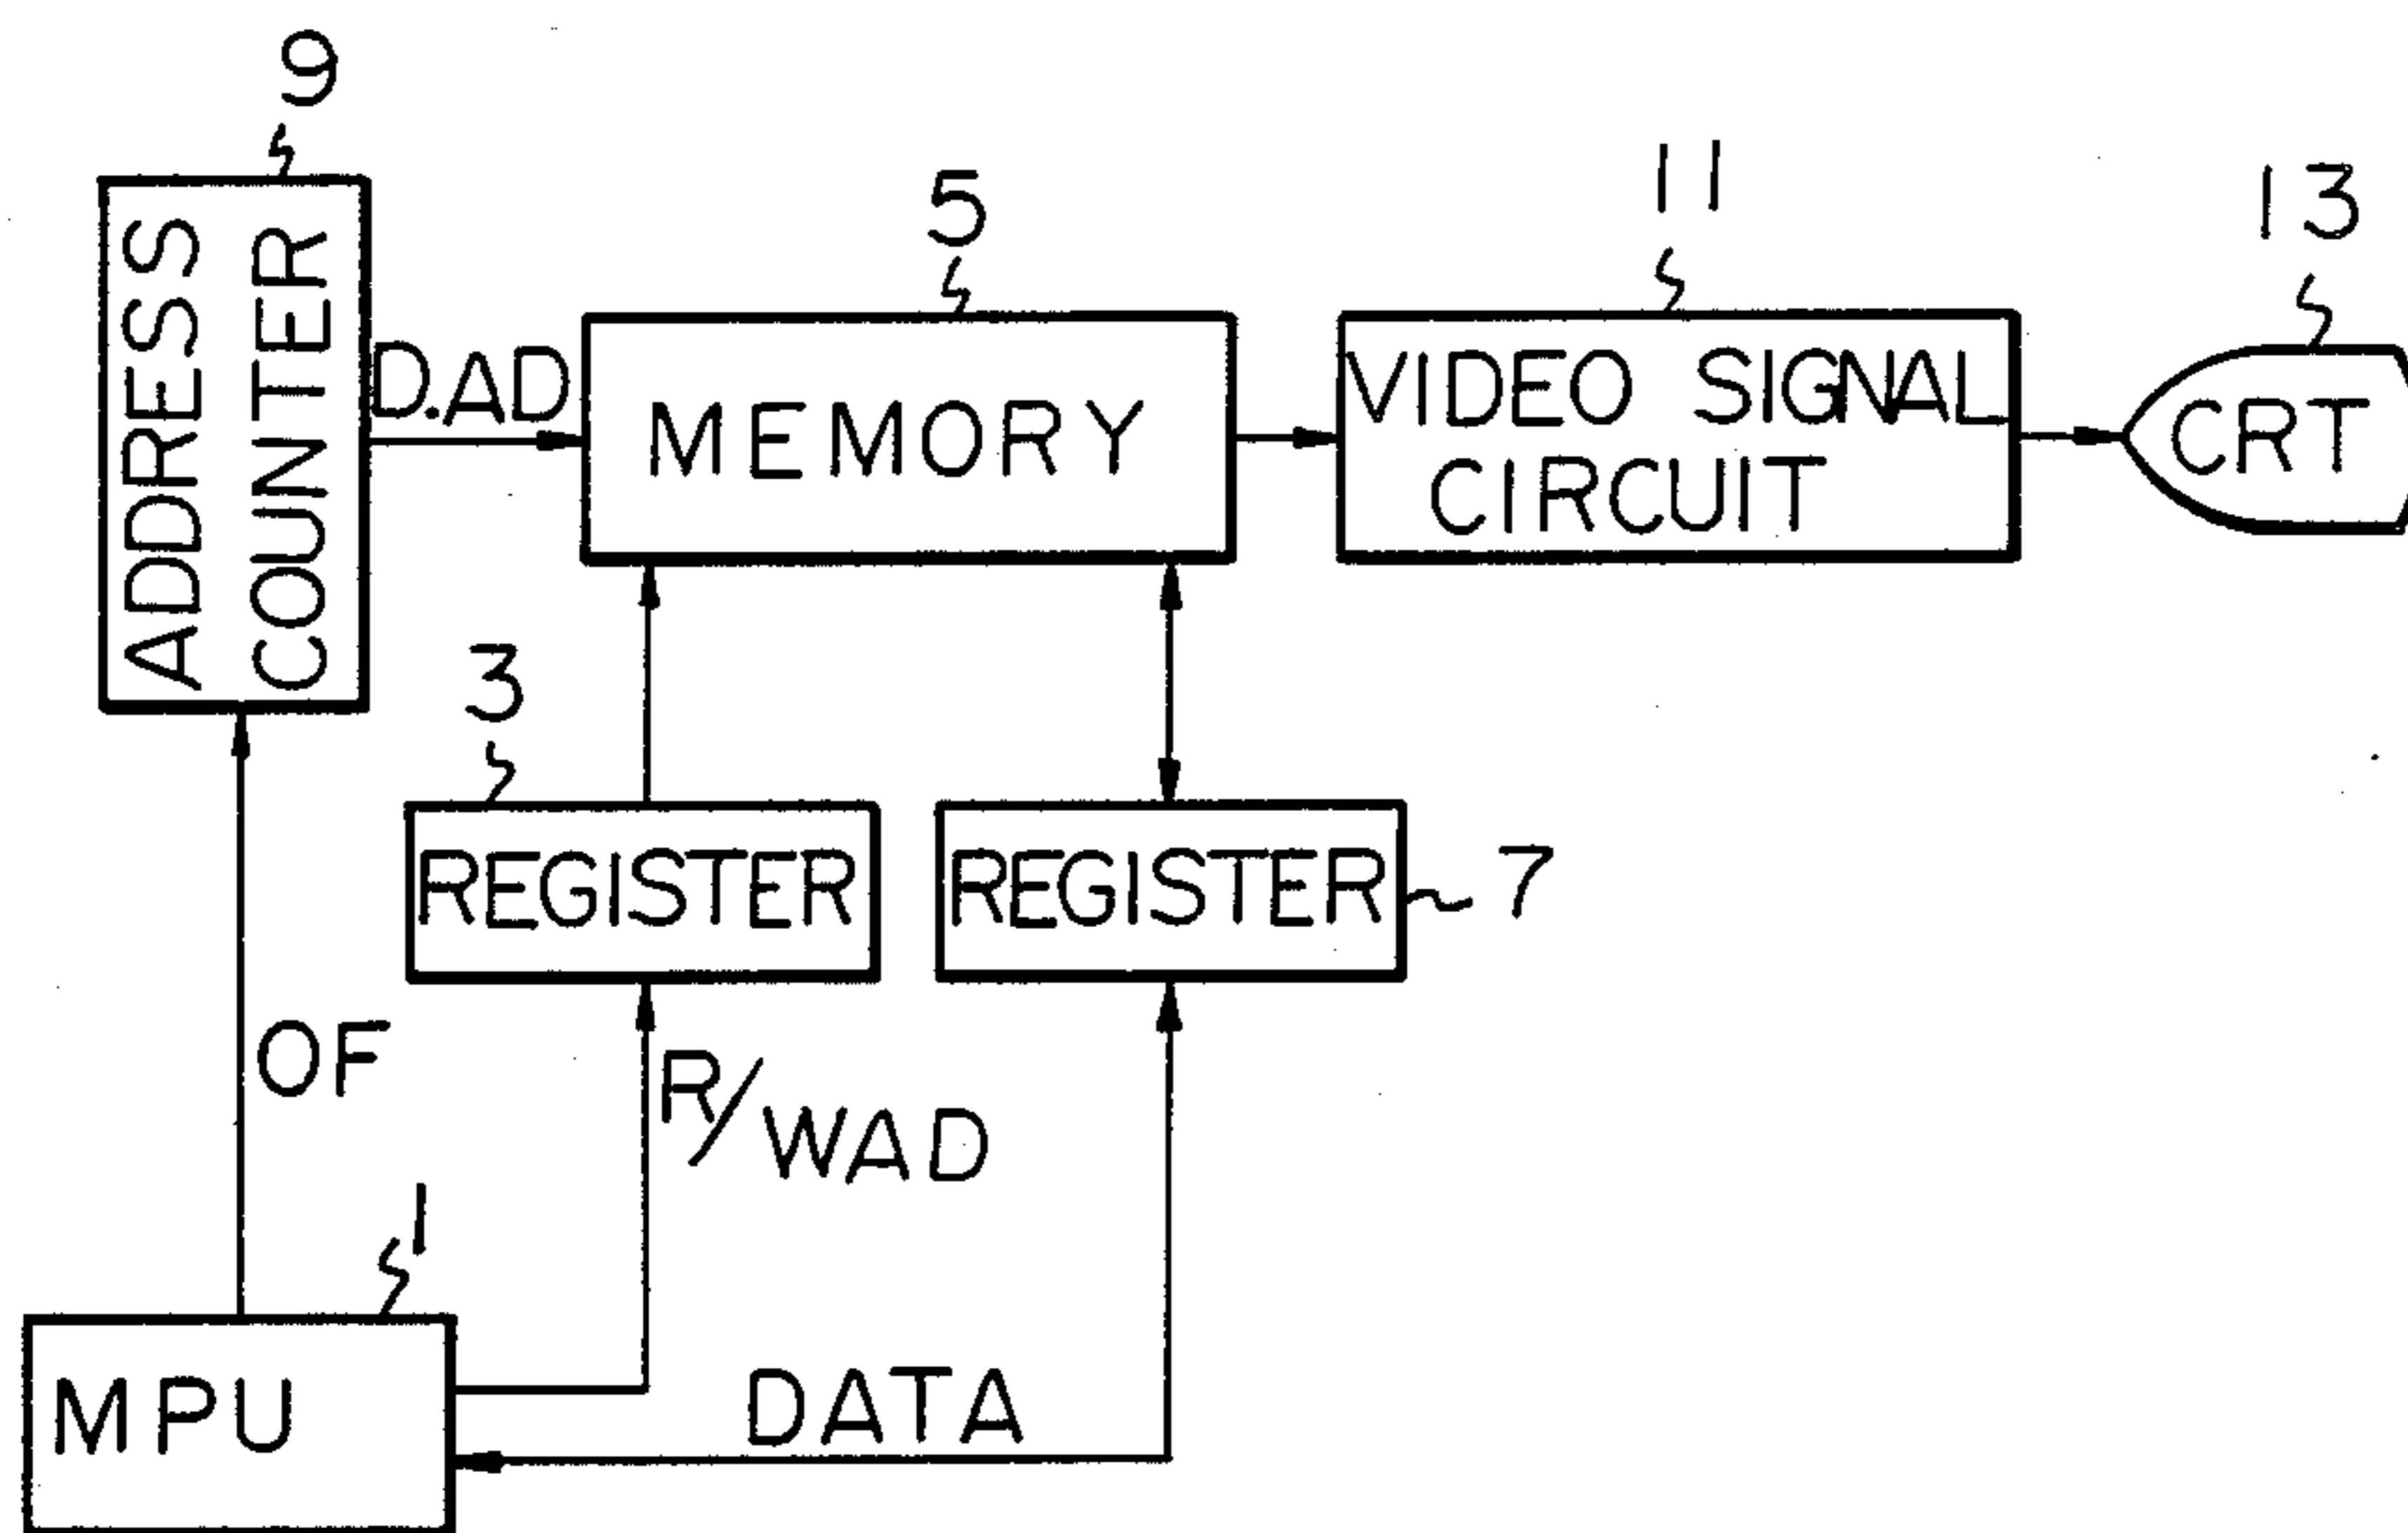 9
5
11
13
ADDRESS
COUNTER
D.AD
MEMORY
VIDEO SIGNAL
CIRCUIT
CRT
3
REGISTER
REGISTER
7
OF
R/WAD
1
MPU
DATA